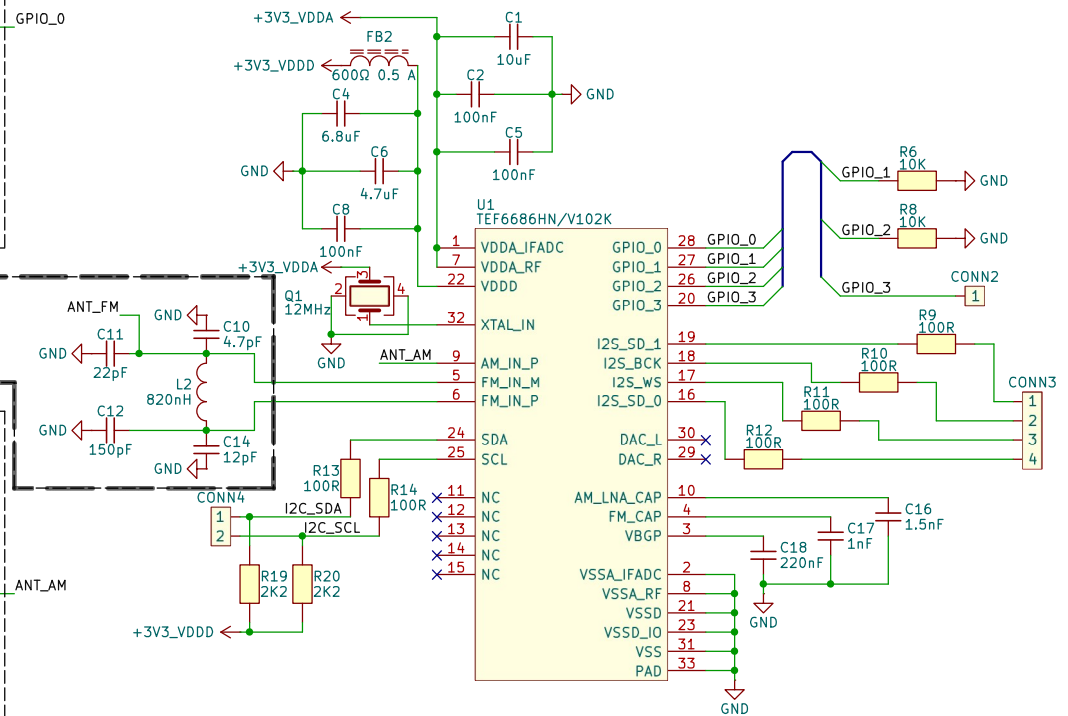 GPIO_0
+3V3_VDDA
C1
10uF
FB2
+3V3_VDDD
600Ω 0.5 A
C2
100nF
GND
C4
6.8uF
C5
100nF
C6
4.7uF
GND
C8
100nF
+3V3_VDDA
Q1
12MHz
3
2
4
1
GND
U1
TEF6686HN/V102K
1 VDDA_IFADC
7 VDDA_RF
22 VDDD
32 XTAL_IN
ANT_AM
9 AM_IN_P
5 FM_IN_M
6 FM_IN_P
24 SDA
25 SCL
11 NC
12 NC
13 NC
14 NC
15 NC
GPIO_0 28 GPIO_0
GPIO_1 27 GPIO_1
GPIO_2 26 GPIO_2
GPIO_3 20 GPIO_3
I2S_SD_1 19
I2S_BCK 18
I2S_WS 17
I2S_SD_0 16
DAC_L 30
DAC_R 29
AM_LNA_CAP 10
FM_CAP 4
VBGP 3
VSSA_IFADC 2
VSSA_RF 8
VSSD 21
VSSD_IO 23
VSS 31
PAD 33
GND
GPIO_1
R6
10K
GND
GPIO_2
R8
10K
GND
GPIO_3
CONN2
1
R9
100R
R10
100R
R11
100R
R12
100R
CONN3
1
2
3
4
C16
1.5nF
C17
1nF
C18
220nF
GND
ANT_FM
GND
C10
4.7pF
GND
C11
22pF
L2
820nH
GND
C12
150pF
C14
12pF
GND
R13
100R
R14
100R
CONN4
1
2
I2C_SDA
I2C_SCL
R19
2K2
R20
2K2
+3V3_VDDD
ANT_AM